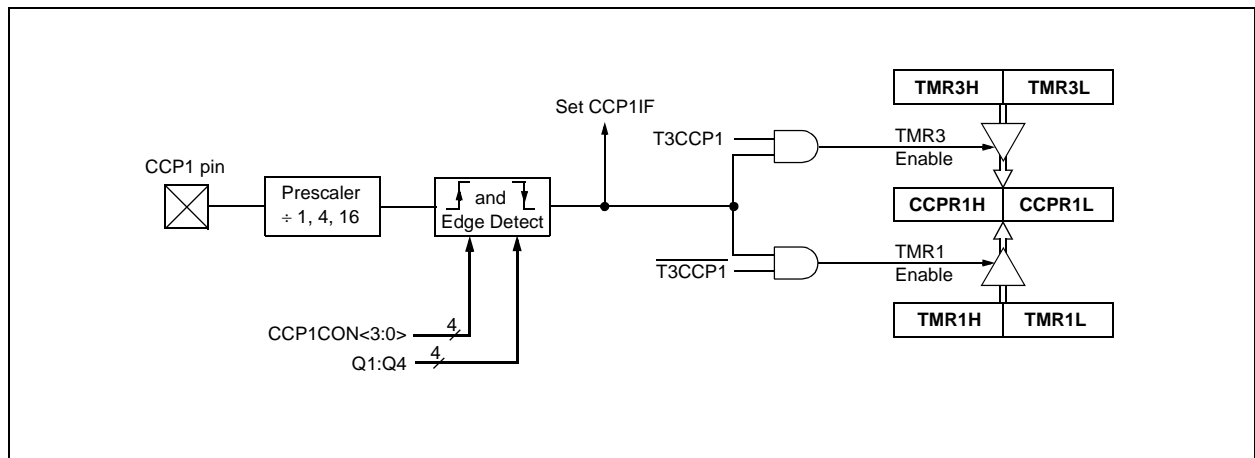 TMR3H TMR3L
Set CCP1IF
T3CCP1
TMR3
Enable
CCP1 pin
Prescaler
÷ 1, 4, 16
and
Edge Detect
CCPR1H CCPR1L
TMR1
Enable
T3CCP1
TMR1H TMR1L
CCP1CON<3:0> 4
Q1:Q4 4